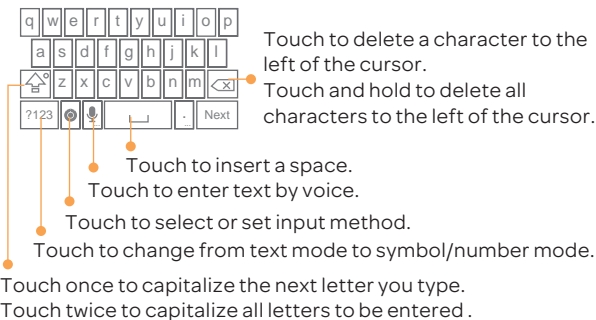 q w e r t y u i o p
a s d f g h j k l
z x c v b n m
?123 . Next
Touch to delete a character to the
left of the cursor.
Touch and hold to delete all
characters to the left of the cursor.
Touch to insert a space.
Touch to enter text by voice.
Touch to select or set input method.
Touch to change from text mode to symbol/number mode.
Touch once to capitalize the next letter you type.
Touch twice to capitalize all letters to be entered .